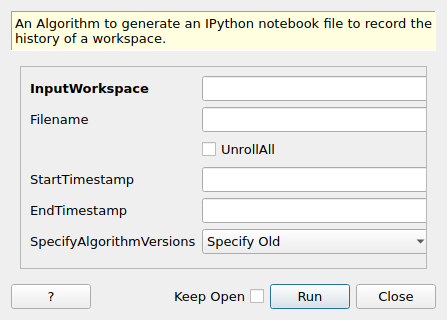 An Algorithm to generate an IPython notebook file to record the
history of a workspace.
InputWorkspace
Filename
UnrollAll
StartTimestamp
EndTimestamp
SpecifyAlgorithmVersions Specify Old
? Keep Open Run Close